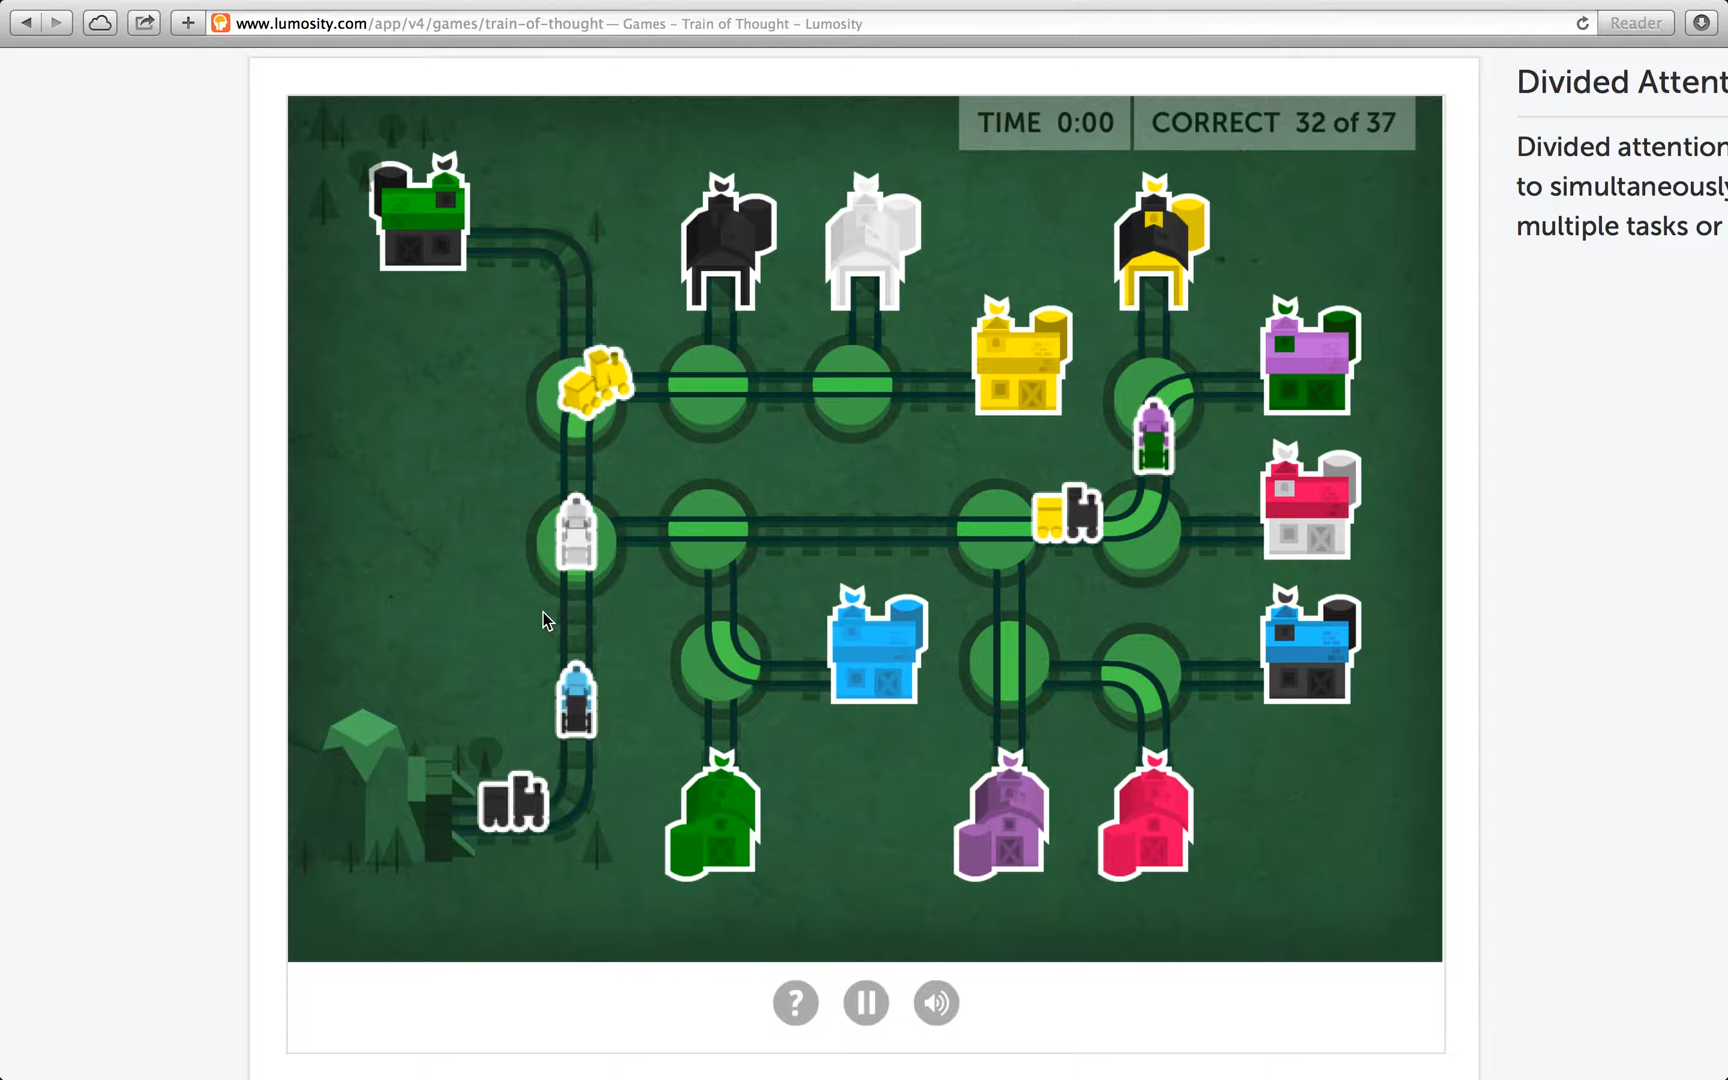 www.lumosity.com/app/v4/games/train-of-thought — Games – Train of Thought – Lumosity
Reader
TIME 0:00
CORRECT 32 of 37
Divided Attent
Divided attention
to simultaneously
multiple tasks or
?